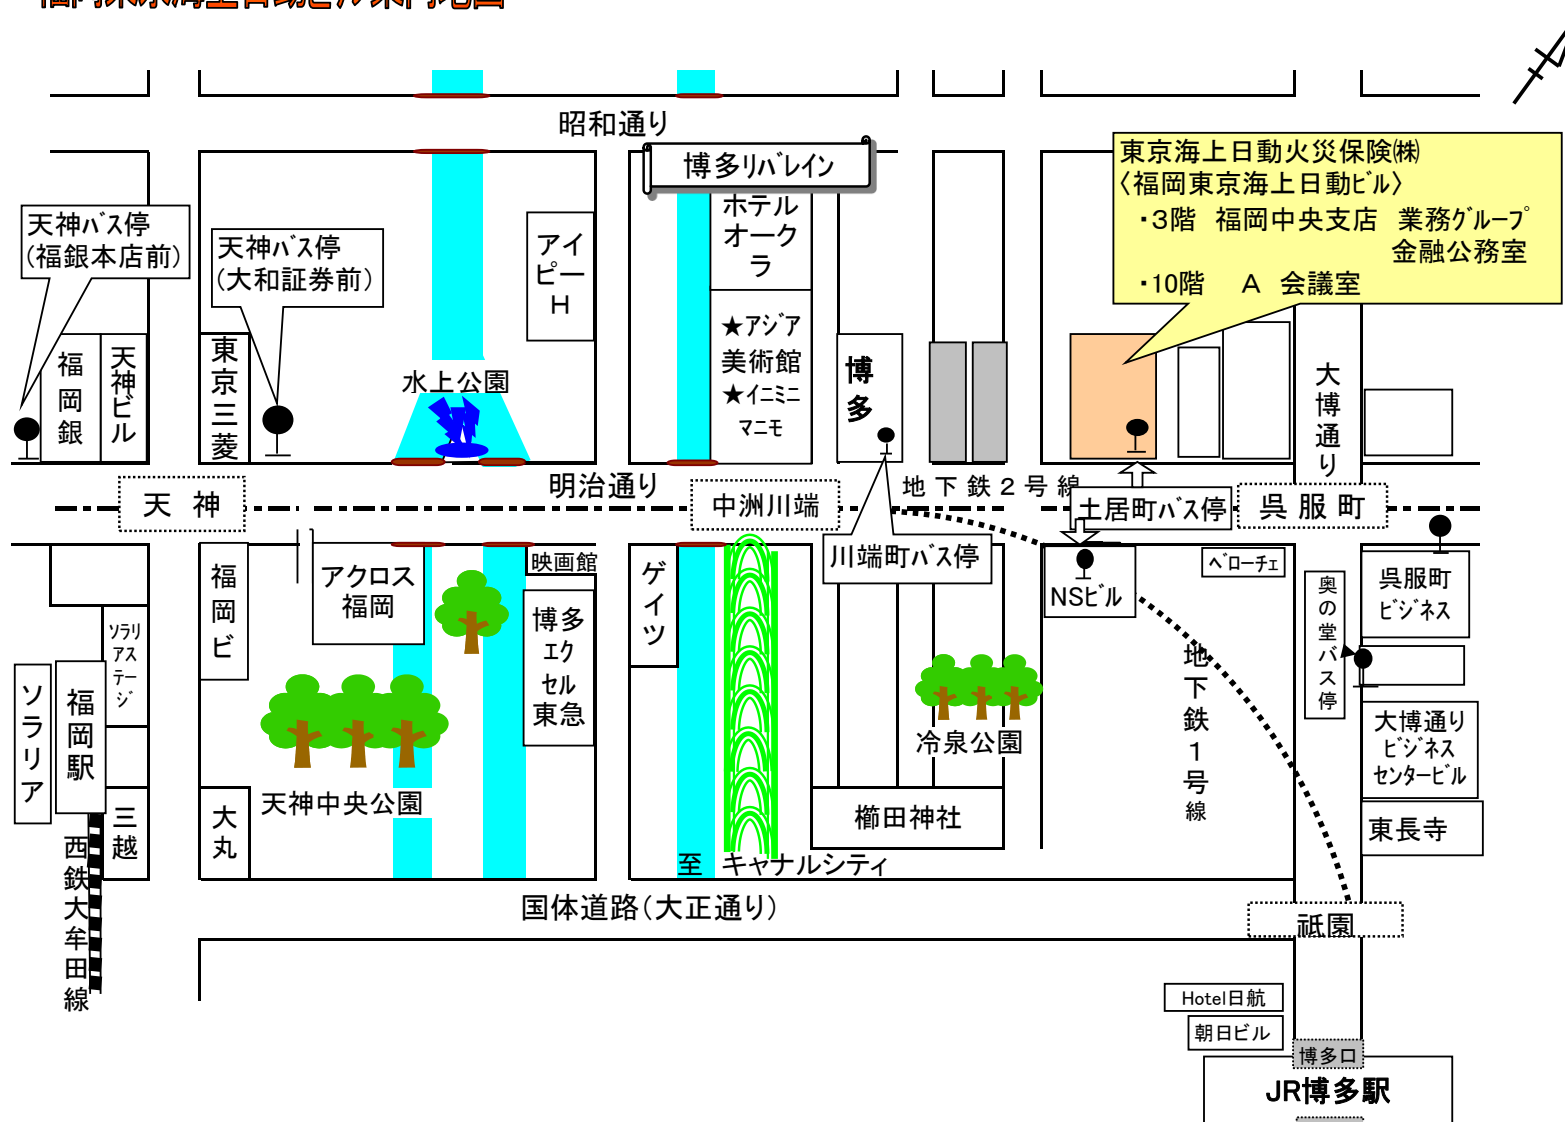 福岡東京海上日動ビル案内地図
昭和通り
博多リバレイン
東京海上日動火災保険㈱
〈福岡東京海上日動ビル〉
・3階　福岡中央支店　業務グループ
金融公務室
・10階　A　会議室
天神バス停
(福銀本店前)
天神バス停
(大和証券前)
アイ
ピー
H
ホテル
オーク
ラ
★アジア
美術館
★イニミニ
マニモ
博多
福岡銀
天神ビル
東京三菱
水上公園
大博通り
明治通り
地下鉄2号線
天 神
中洲川端
土居町バス停
呉服町
川端町バス停
福岡ビ
アクロス
福岡
映画館
博多
エク
セル
東急
ゲイツ
NSビル
ベローチェ
奥の堂バス停
呉服町
ビジネス
ソラリ
アス
テー
ジ
ソラリア
福岡駅
地下鉄1号線
大博通り
ビジネス
センタービル
冷泉公園
天神中央公園
三越
大丸
櫛田神社
東長寺
西鉄大牟田線
至 キャナルシティ
国体道路(大正通り)
祇園
Hotel日航
朝日ビル
博多口
JR博多駅